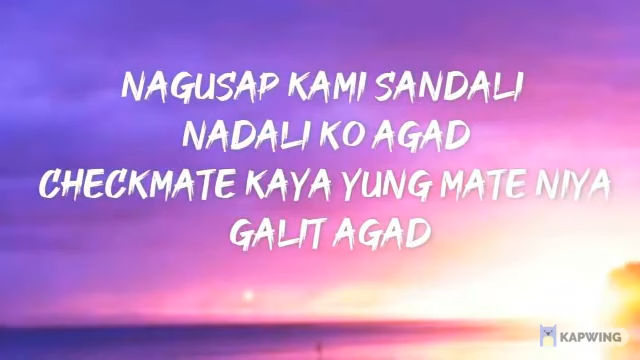 NAGUSAP KAMI SANDALI
NADALI KO AGAD
CHECKMATE KAYA YUNG MATE NIYA
GALIT AGAD
KAPWING